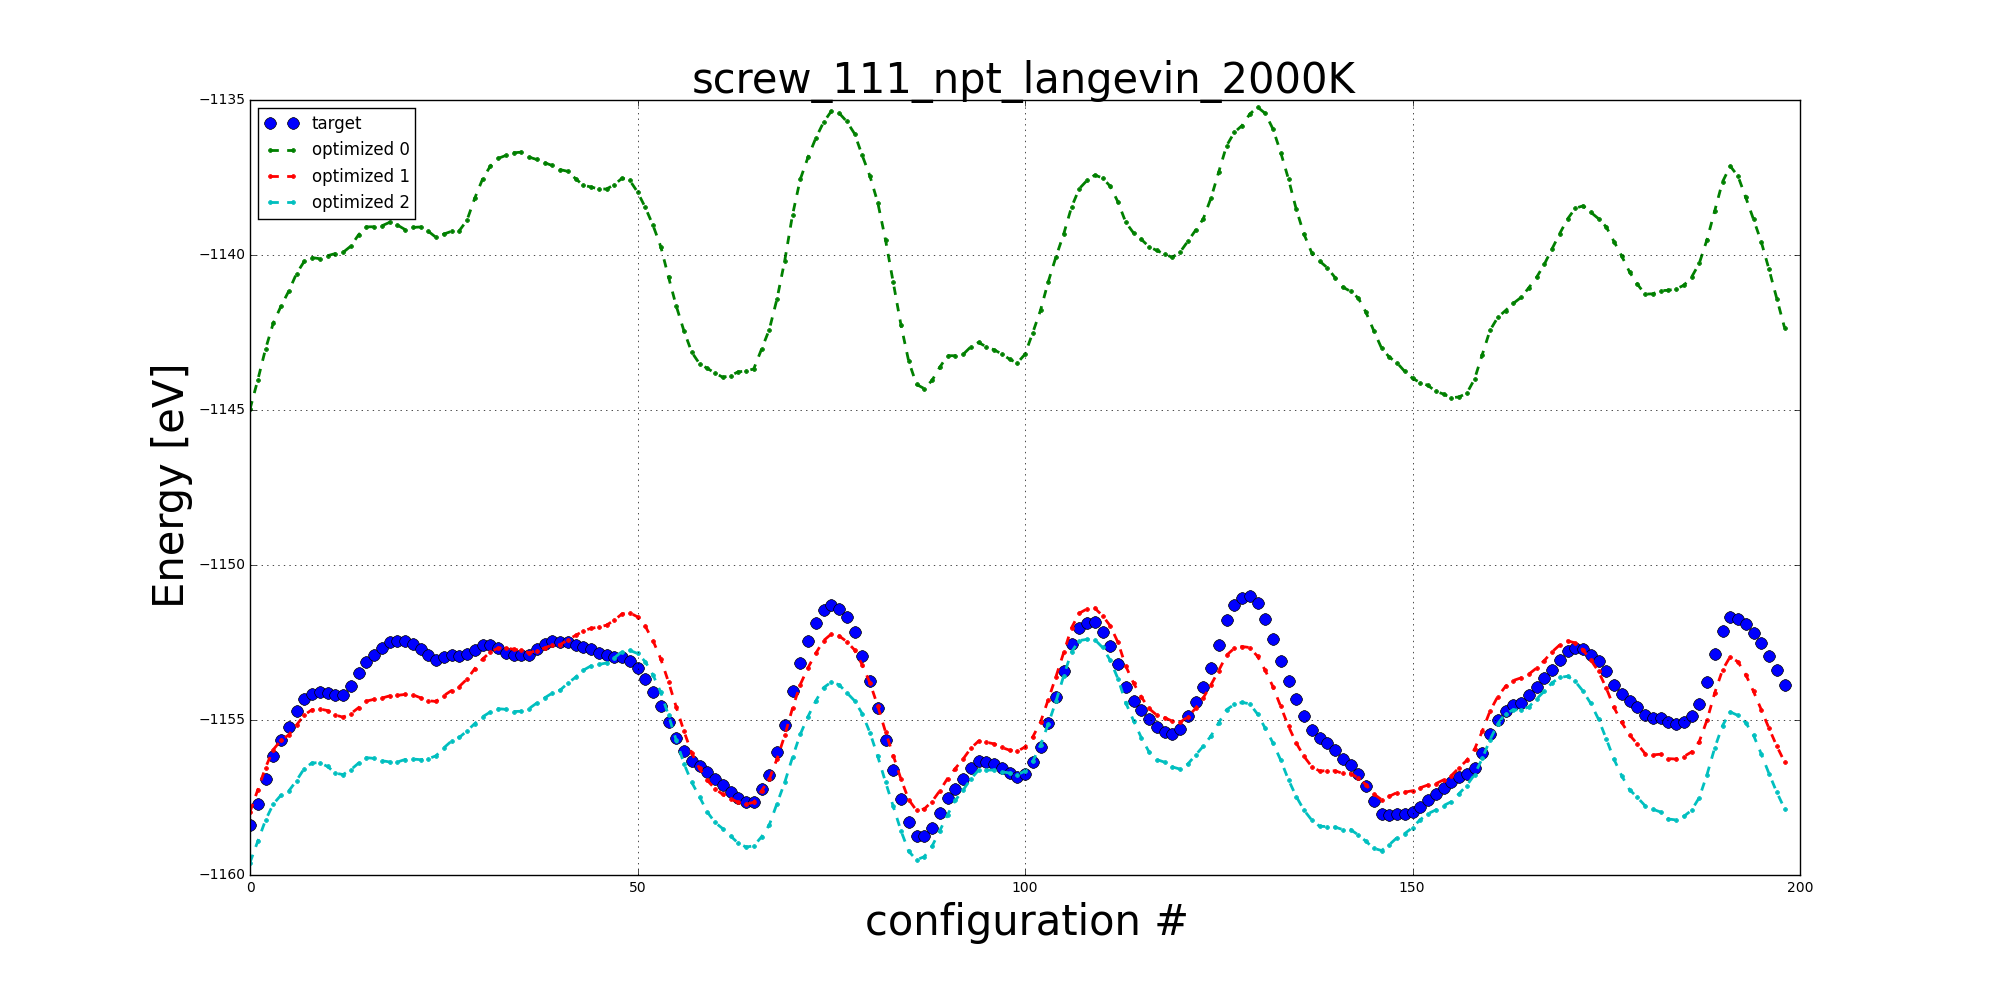 screw_111_npt_langevin_2000K
target
optimized 0
optimized 1
optimized 2
Energy [eV]
−1135
−1140
−1145
−1150
−1155
−1160
0 50 100 150 200
configuration #